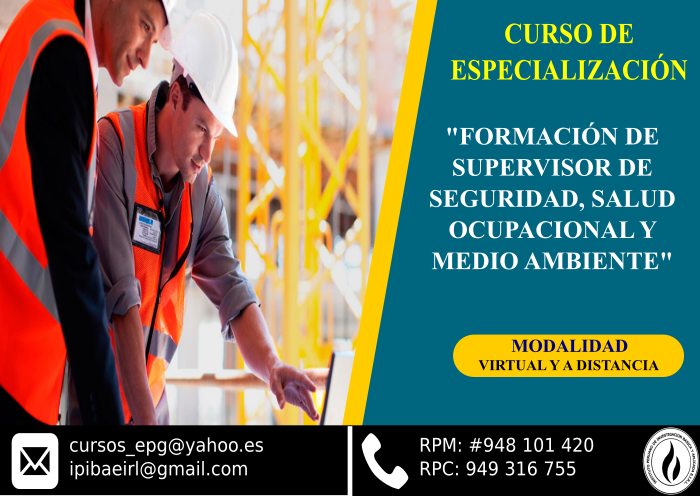 CURSO DE
ESPECIALIZACIÓN
"FORMACIÓN DE
SUPERVISOR DE
SEGURIDAD, SALUD
OCUPACIONAL Y
MEDIO AMBIENTE"
MODALIDAD
VIRTUAL Y A DISTANCIA
cursos_epg@yahoo.es
ipibaeirl@gmail.com
RPM: #948 101 420
RPC: 949 316 755